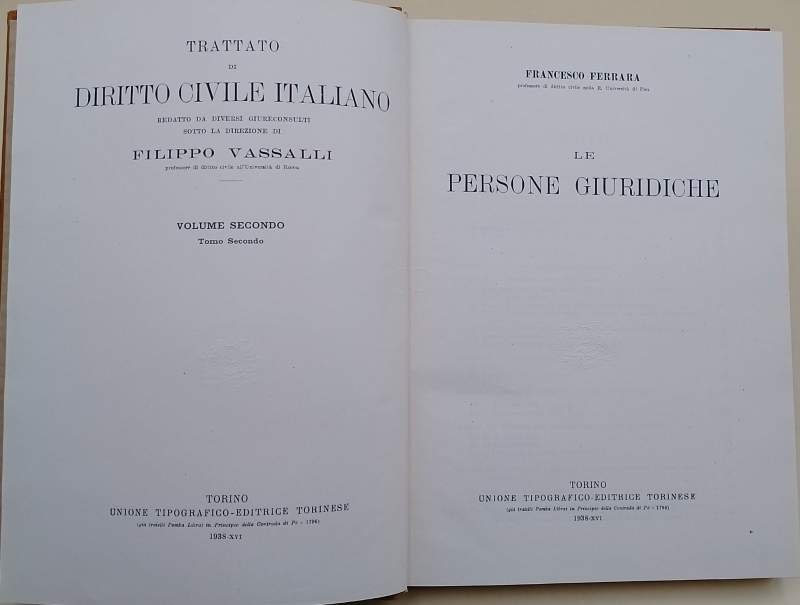 TRATTATO
DI
DIRITTO CIVILE ITALIANO
REDATTO DA DIVERSI GIURECONSULTI
SOTTO LA DIREZIONE DI
FILIPPO VASSALLI
professore di diritto civile all'Università di Roma
VOLUME SECONDO
Tomo Secondo
TORINO
UNIONE TIPOGRAFICO-EDITRICE TORINESE
(già fratelli Pomba Librai in Principio della Contrada di Po - 1796)
1938-XVI
FRANCESCO FERRARA
professore di diritto civile nella R. Università di Pisa
LE
PERSONE GIURIDICHE
TORINO
UNIONE TIPOGRAFICO-EDITRICE TORINESE
(già fratelli Pomba Librai in Principio della Contrada di Po - 1796)
1938-XVI